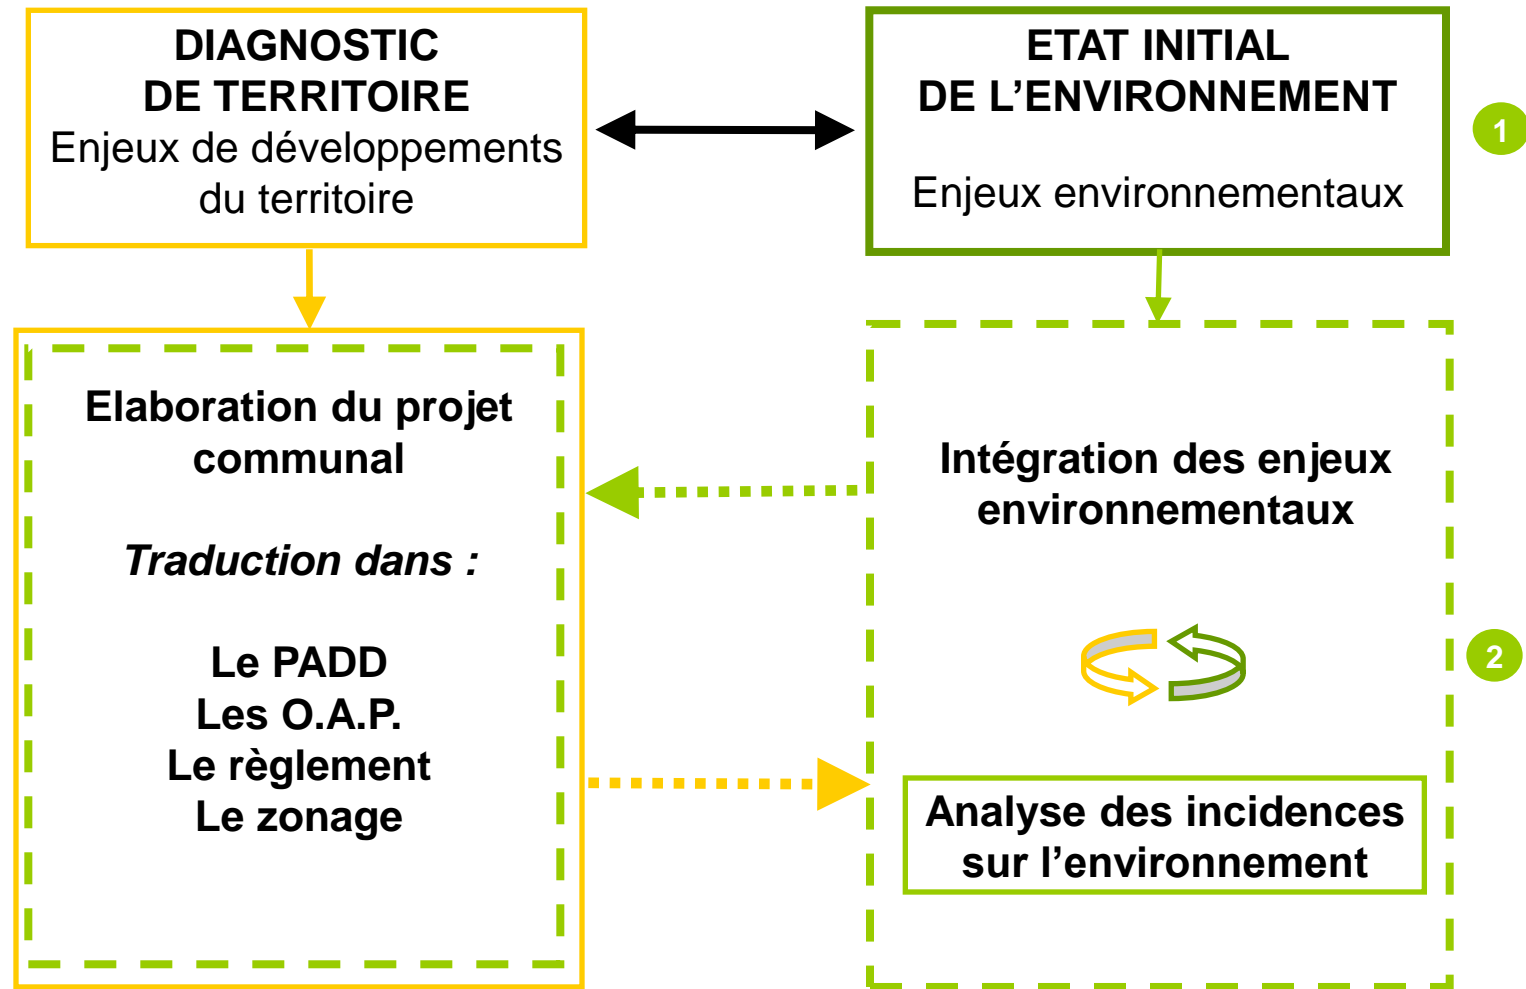 DIAGNOSTIC
DE TERRITOIRE
Enjeux de développements
du territoire
ETAT INITIAL
DE L’ENVIRONNEMENT
Enjeux environnementaux
1
Elaboration du projet
communal
Traduction dans :
Le PADD
Les O.A.P.
Le règlement
Le zonage
Intégration des enjeux
environnementaux
Analyse des incidences
sur l’environnement
2